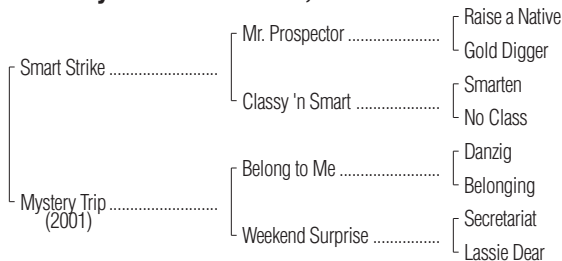 Raise a Native
Mr. Prospector ..................
Gold Digger
Smart Strike .........................
Smarten
Classy 'n Smart ................
No Class
Danzig
Belong to Me ....................
Belonging
Mystery Trip .........................
(2001)
Secretariat
Weekend Surprise .............
Lassie Dear